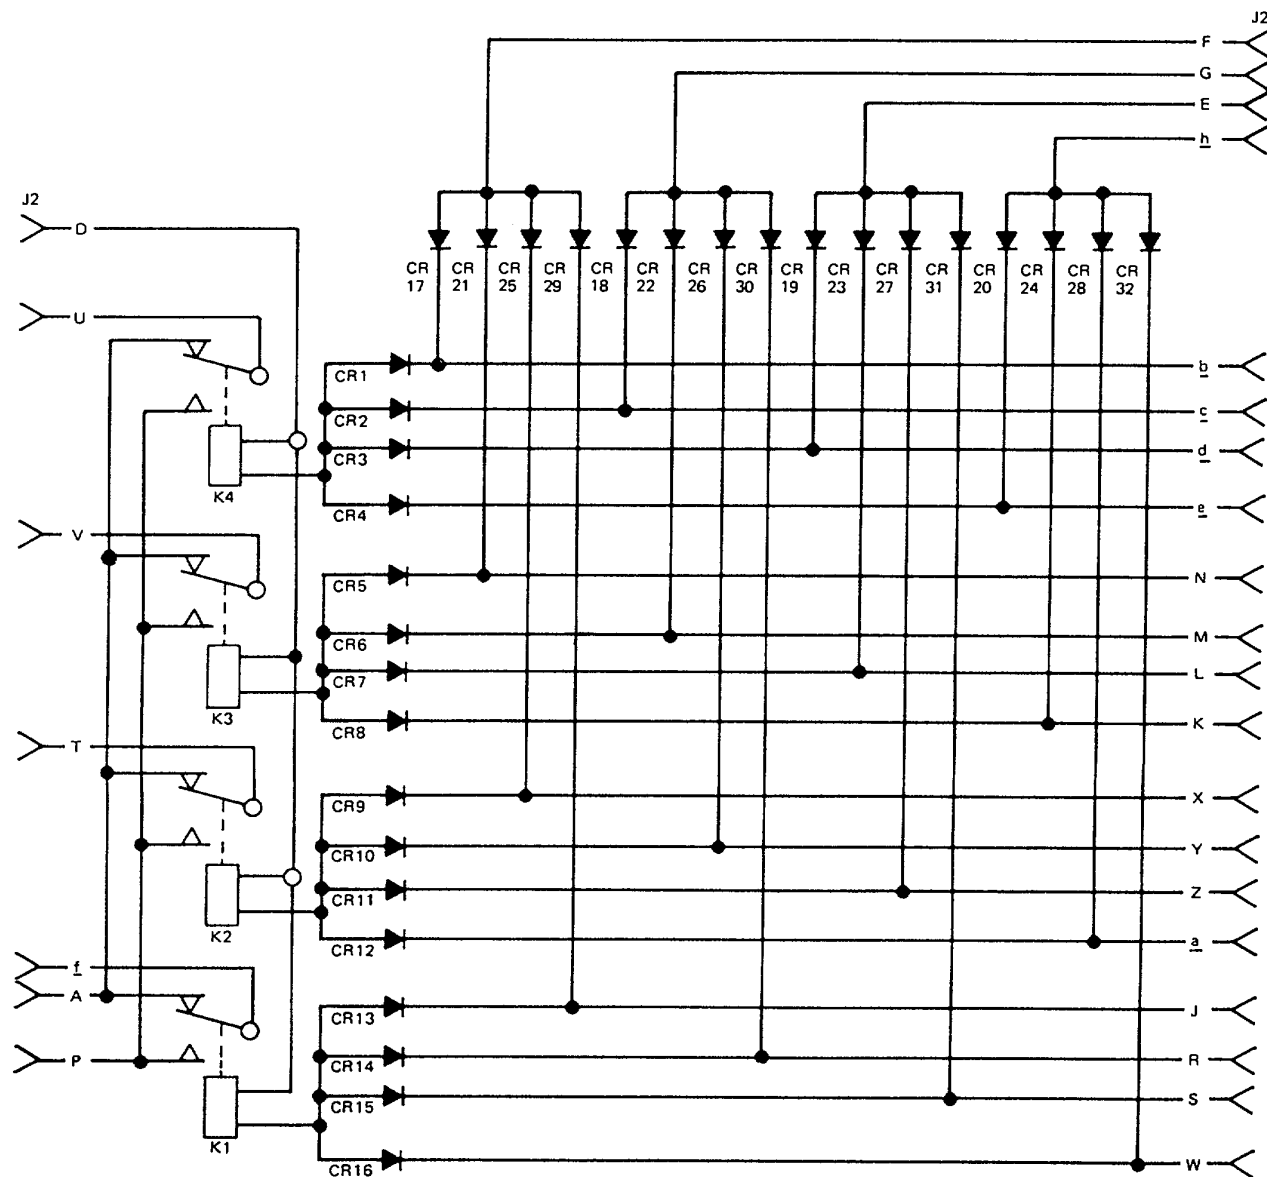 J2
F
G
E
h
J2
D
CR 17
CR 21
CR 25
CR 29
CR 18
CR 22
CR 26
CR 30
CR 19
CR 23
CR 27
CR 31
CR 20
CR 24
CR 28
CR 32
U
CR1
b
CR2
c
CR3
d
K4
CR4
e
V
CR5
N
CR6
M
CR7
L
K3
CR8
K
T
CR9
X
CR10
Y
CR11
Z
K2
CR12
a
f
A
CR13
J
P
CR14
R
CR15
S
K1
CR16
W